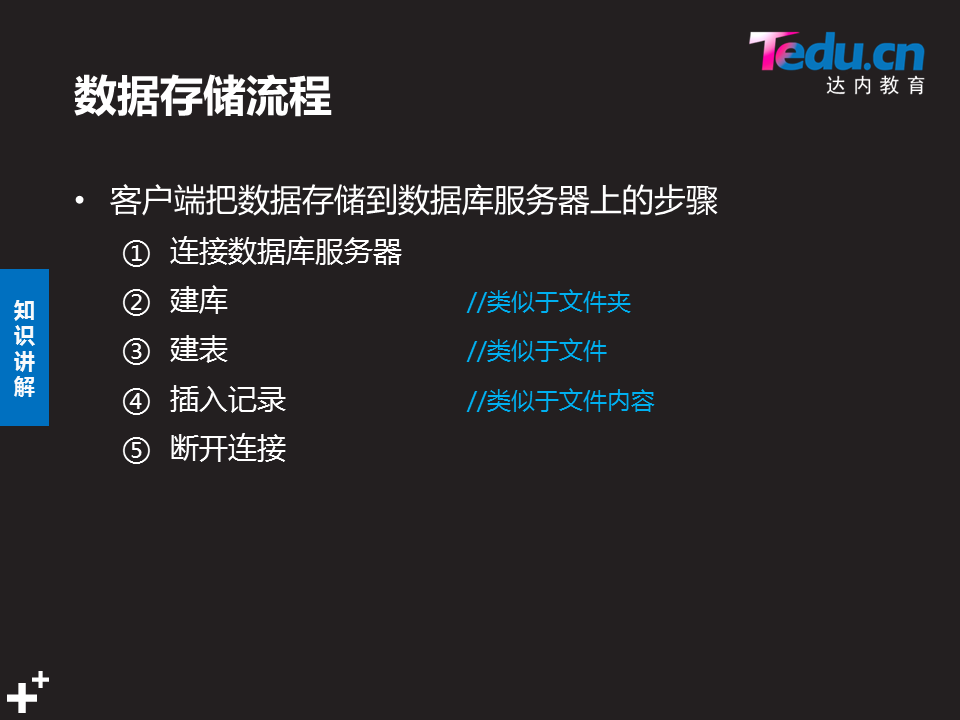 Tedu.cn
达内教育
数据存储流程
• 客户端把数据存储到数据库服务器上的步骤
① 连接数据库服务器
② 建库 //类似于文件夹
③ 建表 //类似于文件
④ 插入记录 //类似于文件内容
⑤ 断开连接
知识讲解